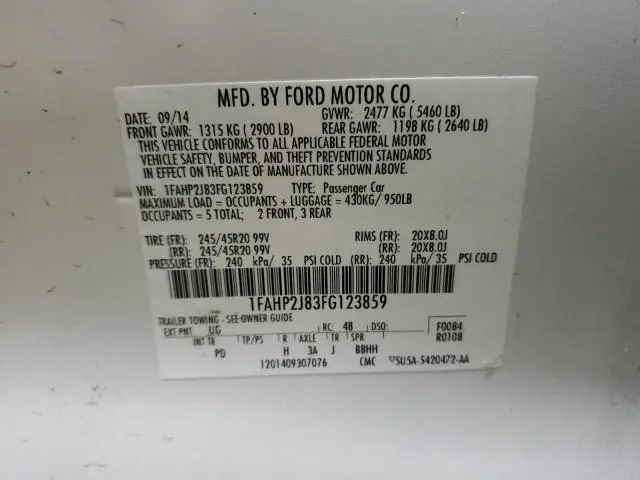 MFD. BY FORD MOTOR CO.
DATE: 09/14 GVWR: 2477 KG ( 5460 LB)
FRONT GAWR: 1315 KG ( 2900 LB) REAR GAWR: 1198 KG ( 2640 LB)
THIS VEHICLE CONFORMS TO ALL APPLICABLE FEDERAL MOTOR
VEHICLE SAFETY, BUMPER, AND THEFT PREVENTION STANDARDS
IN EFFECT ON THE DATE OF MANUFACTURE SHOWN ABOVE.
VIN: 1FAHP2J83FG123859 TYPE: Passenger Car
MAXIMUM LOAD = OCCUPANTS + LUGGAGE = 430KG/ 950LB
OCCUPANTS = 5 TOTAL; 2 FRONT, 3 REAR
TIRE (FR): 245/45R20 99V RIMS (FR): 20X8.0J
(RR): 245/45R20 99V (RR): 20X8.0J
PRESSURE (FR): 240 kPa/ 35 PSI COLD (RR): 240 kPa/ 35 PSI COLD
1FAHP2J83FG123859
TRAILER TOWING - SEE OWNER GUIDE
EXT PNT: UG RC: 48 DSO: F0084
INT TR TP/PS R AXLE TR SPR R0108
PD H 3A J BBHH
1201409307076 CMC 5U5A-5420472-AA